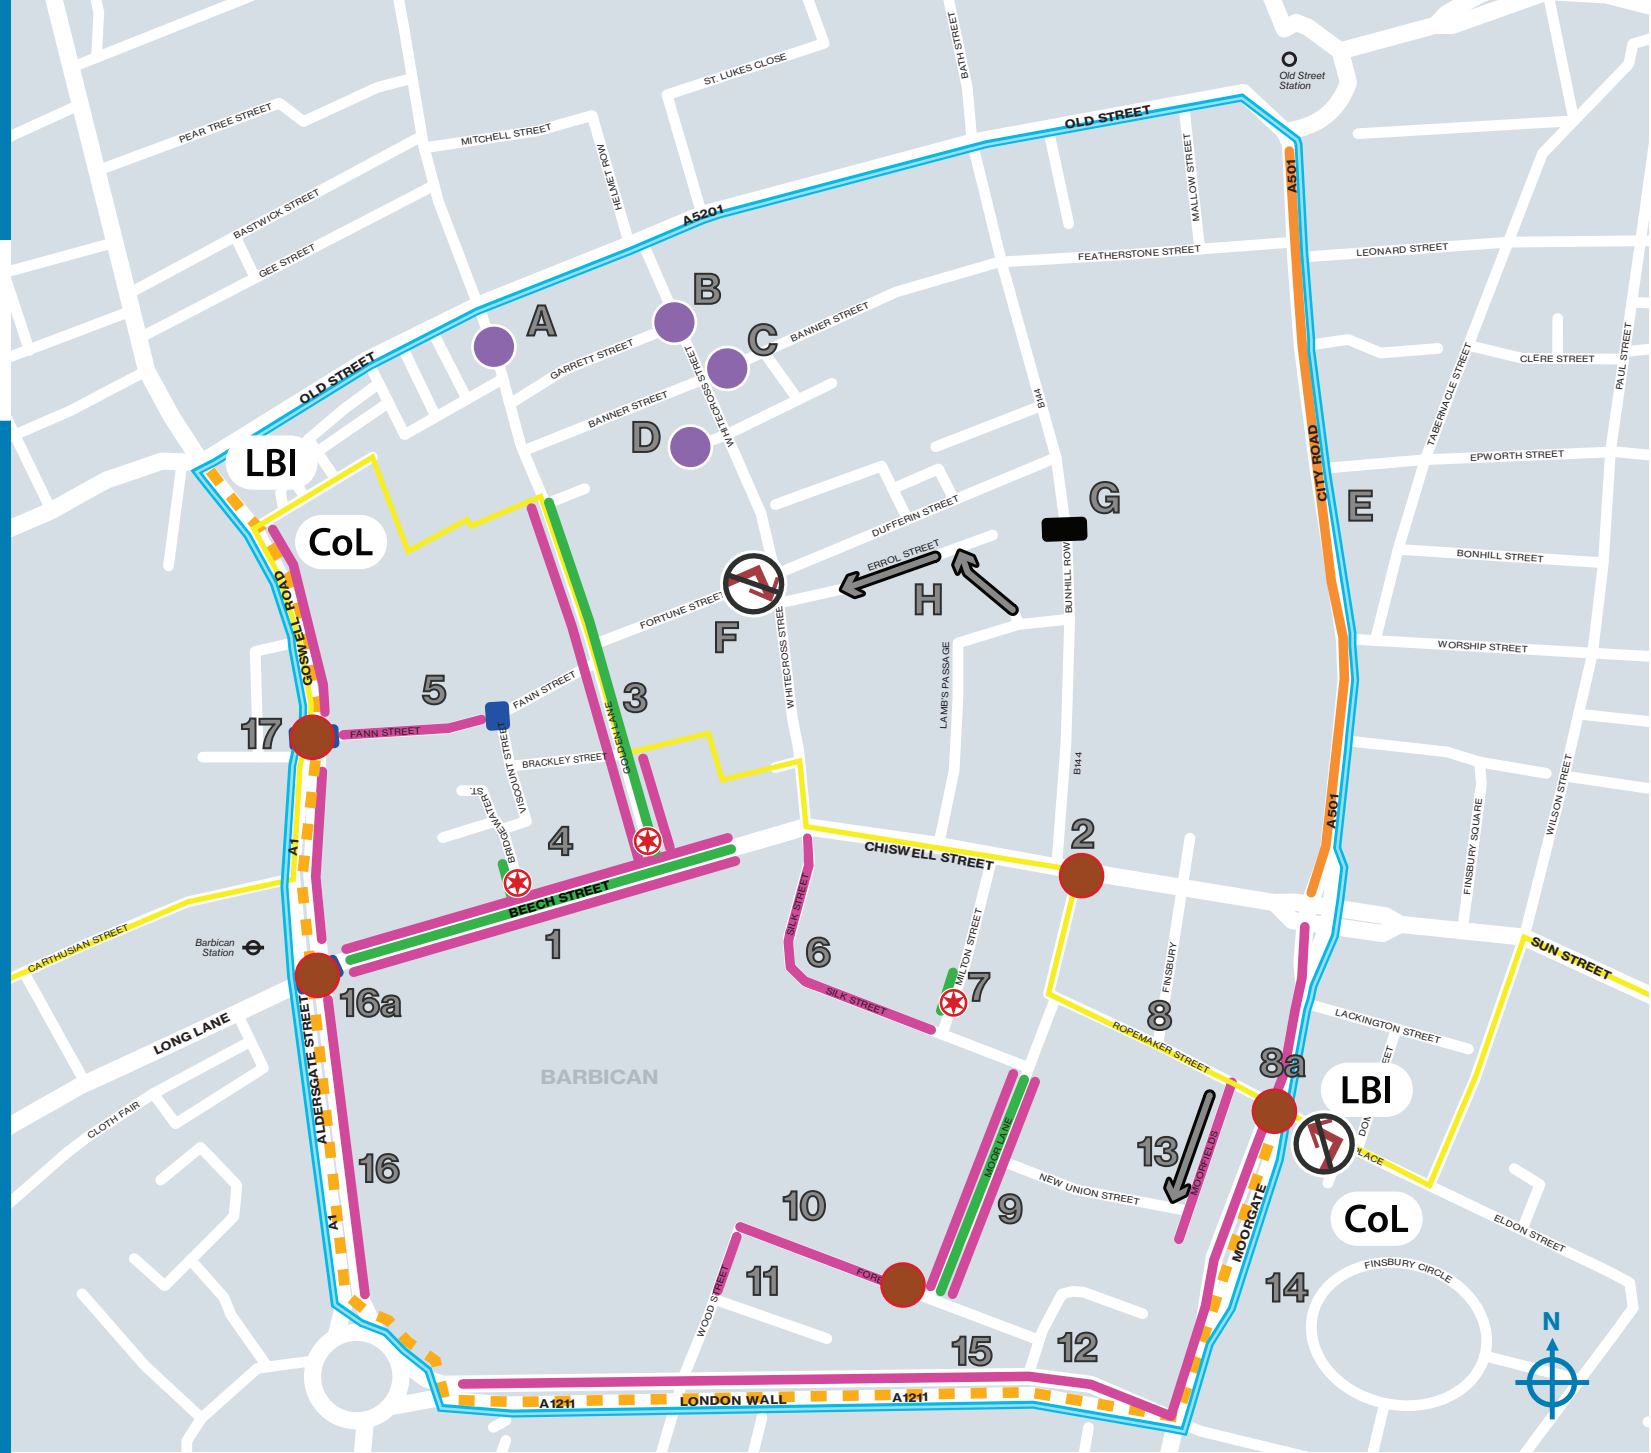 Old Street
Station
BATH STREET
ST. LUKES CLOSE
PEAR TREE STREET
MITCHELL STREET
OLD STREET
MALLOW STREET
A501
HELMET ROW
BASTWICK STREET
A5201
GEE STREET
FEATHERSTONE STREET
LEONARD STREET
B
A
C
BANNER STREET
GARRETT STREET
WHITECROSS STREET
OLD STREET
CLERE STREET
PAUL STREET
TABERNACLE STREET
B144
BANNER STREET
D
LBI
CITY ROAD
EPWORTH STREET
E
G
DUFFERIN STREET
CoL
ERROL STREET
BONHILL STREET
BUNHILL ROW
H
GOSWELL ROAD
FORTUNE STREET
F
WHITECROSS STREE
WORSHIP STREET
LAMB'S PASSAGE
5
FANN STREET
3
17
FANN STREET
GOLDEN LANE
VISCOUNT STREET
BRACKLEY STREET
B144
WILSON STREET
BRIDGEWATER
ST.
A501
FINSBURY SQUARE
A1
4
2
CHISWELL STREET
BEECH STREET
SILK STREET
1
CARTHUSIAN STREET
Barbican
Station
6
MILTON STREET
FINSBURY
SUN STREET
7
SILK STREET
16a
8
LONG LANE
ALDERSGATE STREET
ROPEMAKER STREET
LACKINGTON STREET
8a
EET
BARBICAN
LBI
CLOTH FAIR
MOOR LANE
DOM
13
MOORFIELDS
PLACE
16
NEW UNION STREET
10
9
CoL
A1
MOORGATE
ELDON STREET
11
FORE
14
FINSBURY CIRCLE
WOOD STREET
N
15
12
A1211
LONDON WALL
A1211